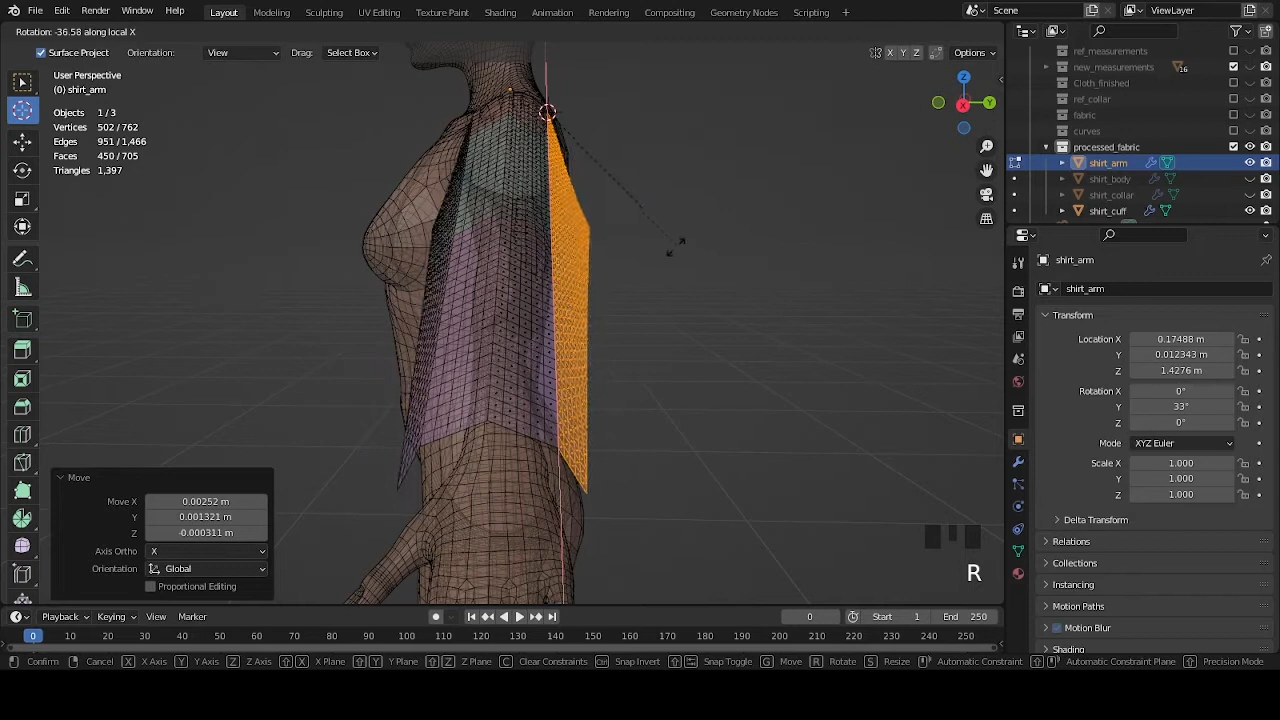 File Edit Render Window Help Layout Modeling Sculpting UV Editing Texture Paint Shading Animation Rendering Compositing Geometry Nodes Scripting + Scene ViewLayer
Rotation: -36.58 along local X
Surface Project Orientation: View Drag: Select Box X Y Z Options
User Perspective
(0) shirt_arm
Objects 1 / 3
Vertices 502 / 762
Edges 951 / 1,466
Faces 450 / 705
Triangles 1,397
Z
Y
X
R
Move
Move X 0.00252 m
Y 0.001321 m
Z -0.000311 m
Axis Ortho X
Orientation Global
Proportional Editing
ref_measurements
new_measurements 16
Cloth_finished
ref_collar
fabric
curves
processed_fabric
shirt_arm
shirt_body
shirt_collar
shirt_cuff
shirt_arm
shirt_arm
Transform
Location X 0.17488 m
Y 0.012343 m
Z 1.4276 m
Rotation X 0°
Y 33°
Z 0°
Mode XYZ Euler
Scale X 1.000
Y 1.000
Z 1.000
Delta Transform
Relations
Collections
Instancing
Motion Paths
Motion Blur
Shading
Playback Keying View Marker 0 Start 1 End 250
0 10 20 30 40 50 60 70 80 90 100 110 120 130 140 150 160 170 180 190 200 210 220 230 240 250
Confirm Cancel X X Axis Y Y Axis Z Z Axis X X Plane Y Y Plane Z Z Plane C Clear Constraints Ctrl Snap Invert Snap Toggle G Move R Rotate S Resize Automatic Constraint Automatic Constraint Plane Precision Mode